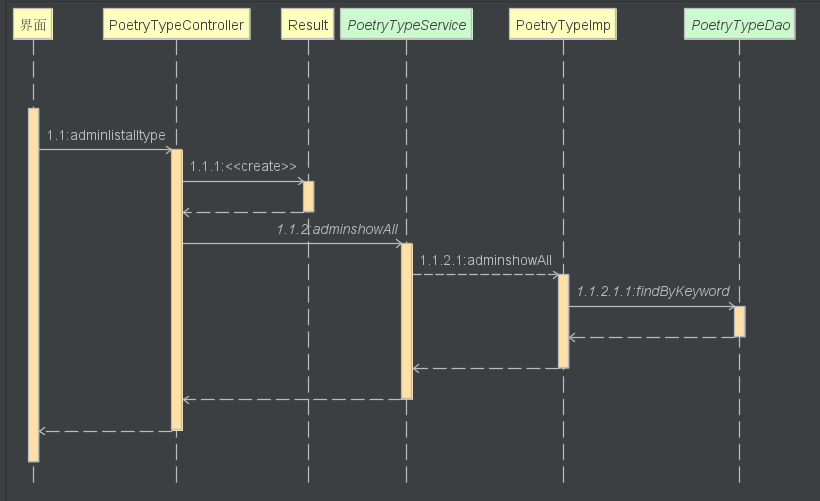 界面
PoetryTypeController
Result
PoetryTypeService
PoetryTypeImp
PoetryTypeDao
1.1:adminlistalltype
1.1.1:<<create>>
1.1.2:adminshowAll
1.1.2.1:adminshowAll
1.1.2.1.1:findByKeyword